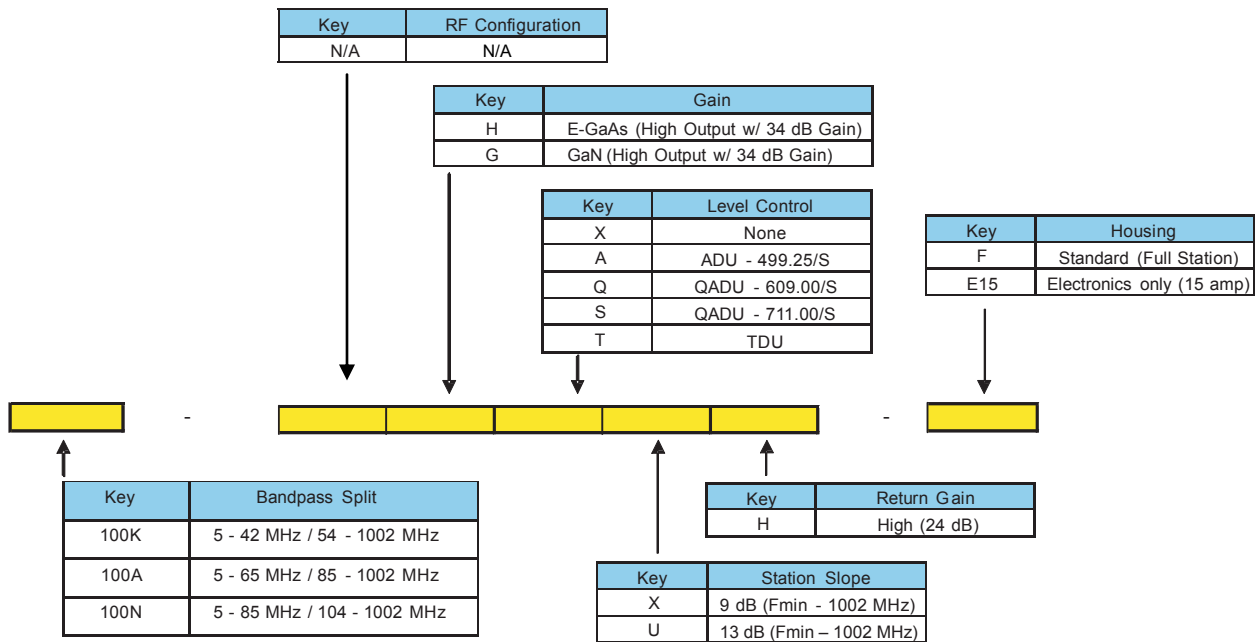 Key RF Configuration
N/A N/A
Key Gain
H E-GaAs (High Output w/ 34 dB Gain)
G GaN (High Output w/ 34 dB Gain)
Key Level Control
X None
A ADU - 499.25/S
Q QADU - 609.00/S
S QADU - 711.00/S
T TDU
Key Housing
F Standard (Full Station)
E15 Electronics only (15 amp)
- -
Key Bandpass Split
100K 5 - 42 MHz / 54 - 1002 MHz
100A 5 - 65 MHz / 85 - 1002 MHz
100N 5 - 85 MHz / 104 - 1002 MHz
Key Return Gain
H High (24 dB)
Key Station Slope
X 9 dB (Fmin - 1002 MHz)
U 13 dB (Fmin – 1002 MHz)